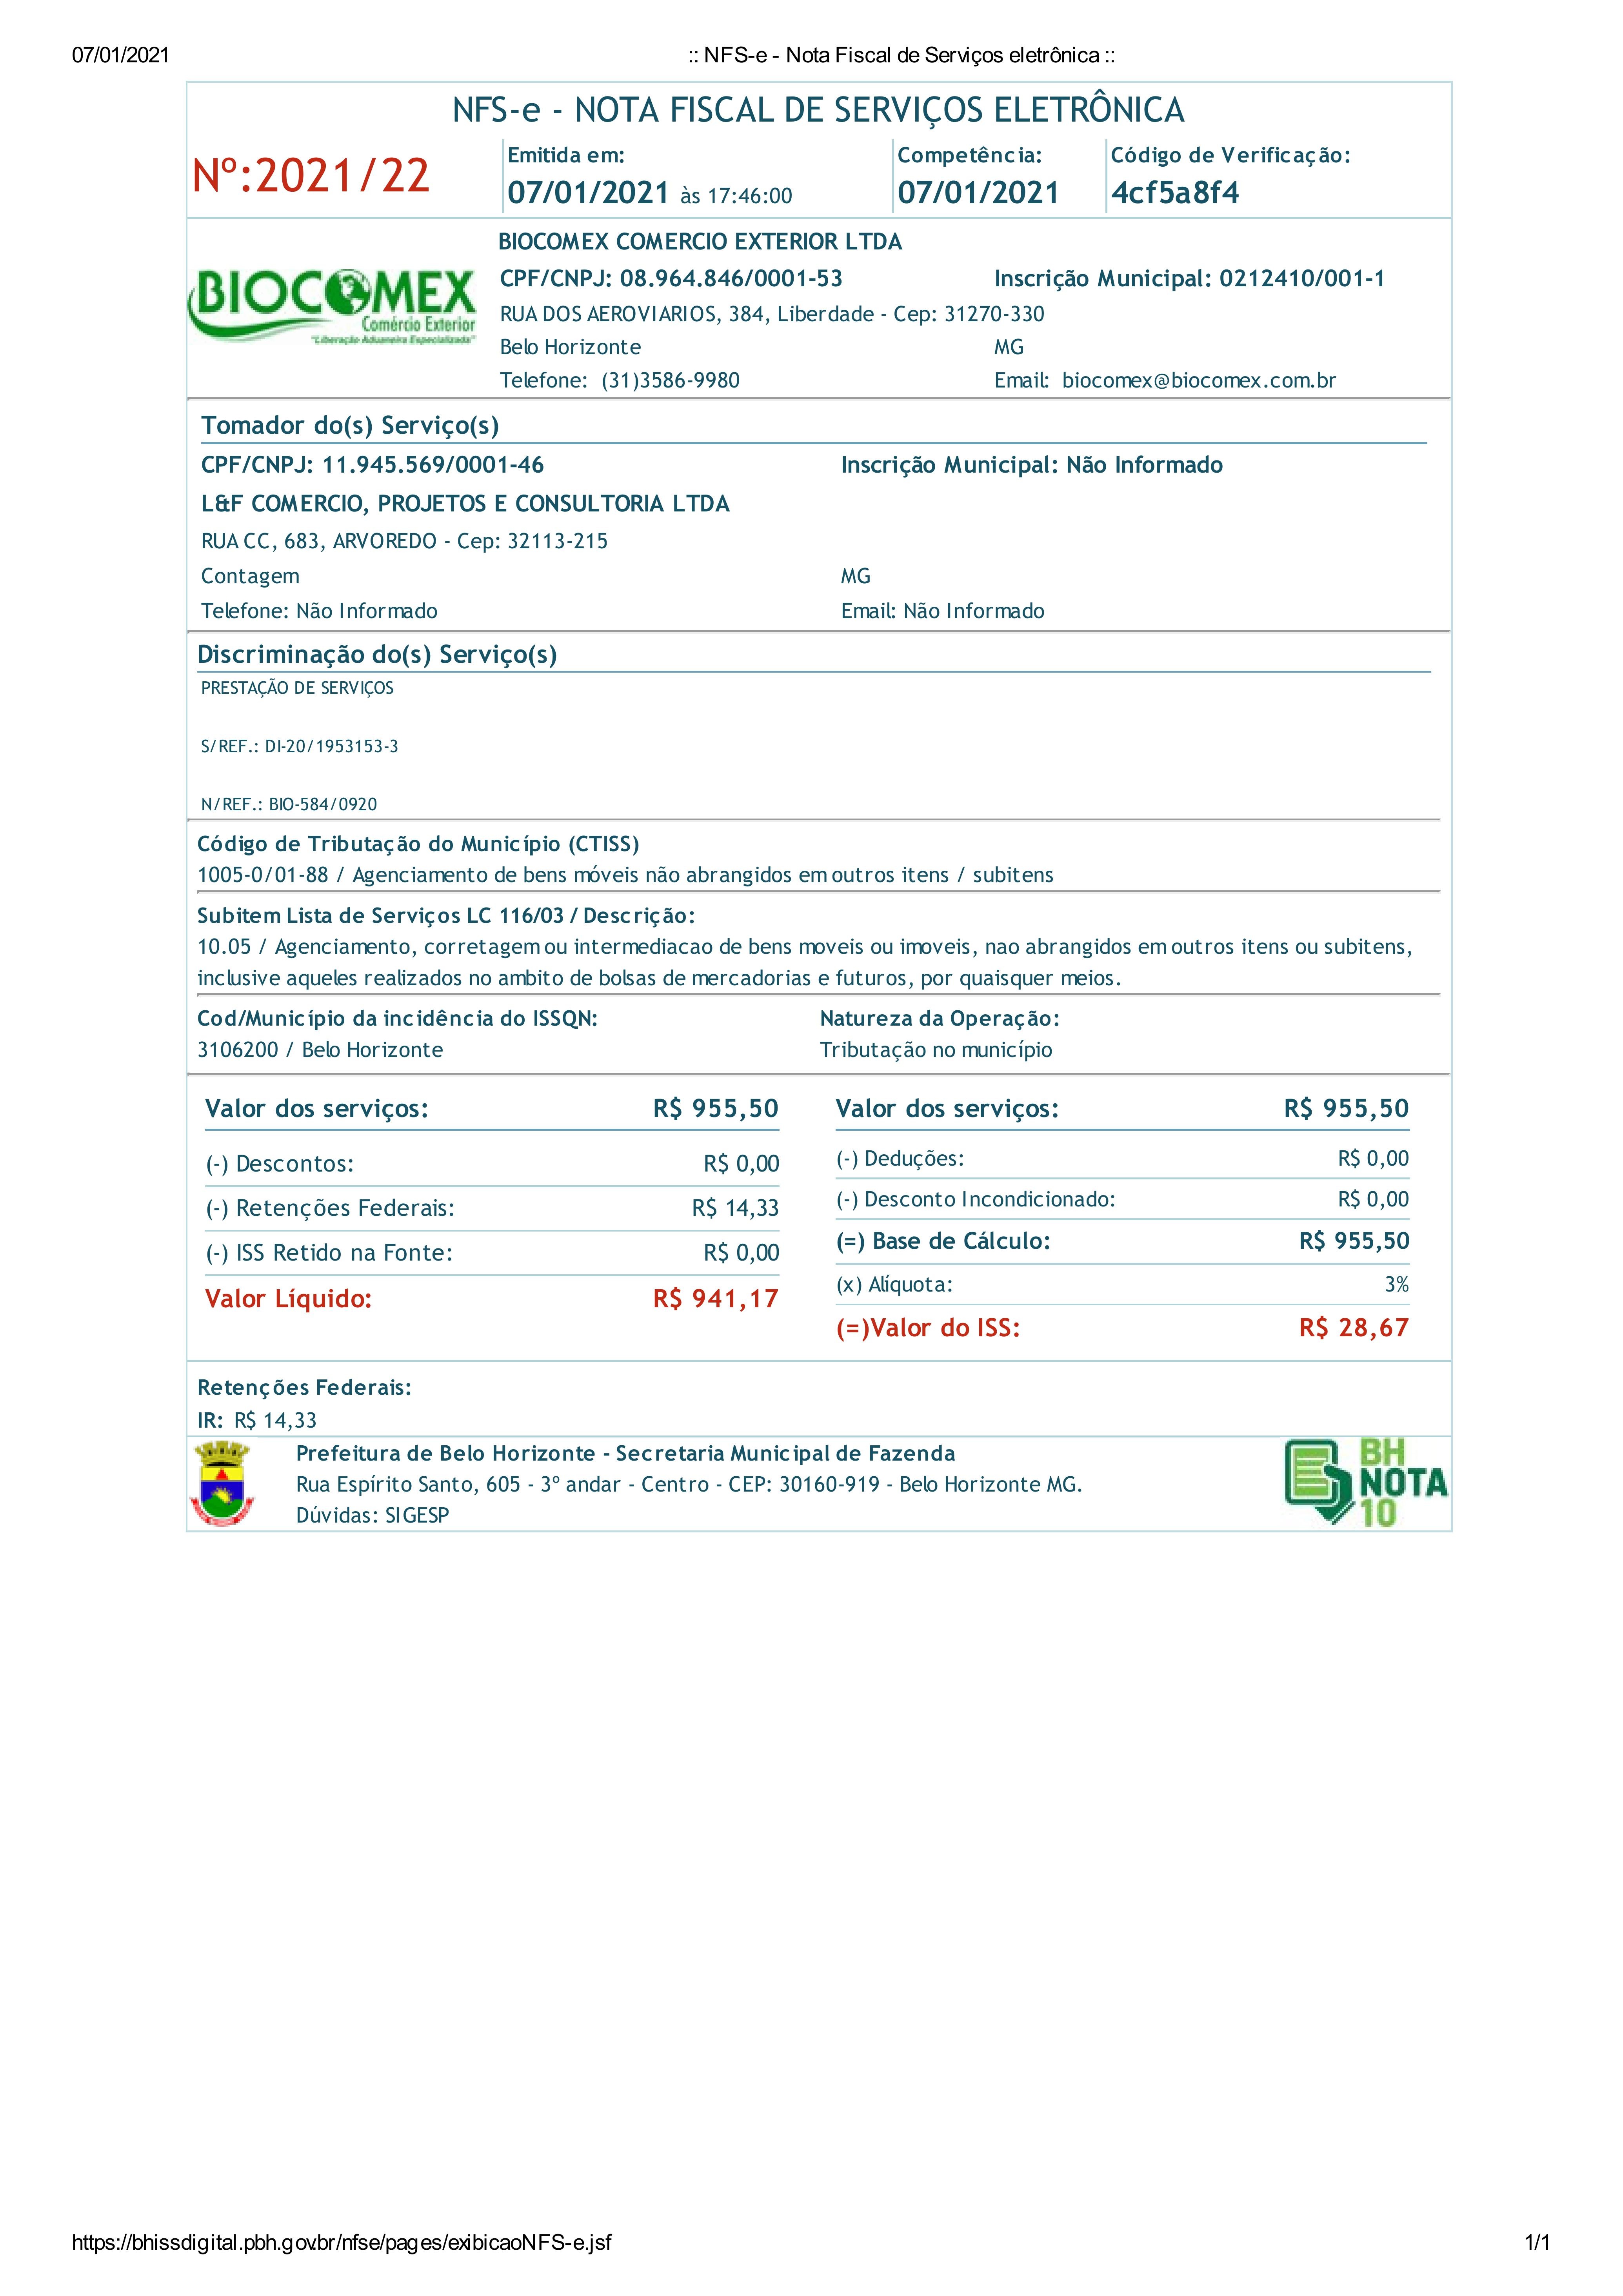 07/01/2021 :: NFS-e - Nota Fiscal de Serviços eletrônica ::
NFS-e - NOTA FISCAL DE SERVIÇOS ELETRÔNICA
Nº:2021/22
Emitida em: Competência: Código de Verificação:
07/01/2021 às 17:46:00 07/01/2021 4cf5a8f4
BIOCOMEX
Comércio Exterior
"Liberação Aduaneira Especializada"
BIOCOMEX COMERCIO EXTERIOR LTDA
CPF/CNPJ: 08.964.846/0001-53 Inscrição Municipal: 0212410/001-1
RUA DOS AEROVIARIOS, 384, Liberdade - Cep: 31270-330
Belo Horizonte MG
Telefone: (31)3586-9980 Email: biocomex@biocomex.com.br
Tomador do(s) Serviço(s)
CPF/CNPJ: 11.945.569/0001-46 Inscrição Municipal: Não Informado
L&F COMERCIO, PROJETOS E CONSULTORIA LTDA
RUA CC, 683, ARVOREDO - Cep: 32113-215
Contagem MG
Telefone: Não Informado Email: Não Informado
Discriminação do(s) Serviço(s)
PRESTAÇÃO DE SERVIÇOS
S/REF.: DI-20/1953153-3
N/REF.: BIO-584/0920
Código de Tributação do Município (CTISS)
1005-0/01-88 / Agenciamento de bens móveis não abrangidos em outros itens / subitens
Subitem Lista de Serviços LC 116/03 / Descrição:
10.05 / Agenciamento, corretagem ou intermediacao de bens moveis ou imoveis, nao abrangidos em outros itens ou subitens,
inclusive aqueles realizados no ambito de bolsas de mercadorias e futuros, por quaisquer meios.
Cod/Município da incidência do ISSQN: Natureza da Operação:
3106200 / Belo Horizonte Tributação no município
Valor dos serviços: R$ 955,50
(-) Descontos: R$ 0,00
(-) Retenções Federais: R$ 14,33
(-) ISS Retido na Fonte: R$ 0,00
Valor Líquido: R$ 941,17
Valor dos serviços: R$ 955,50
(-) Deduções: R$ 0,00
(-) Desconto Incondicionado: R$ 0,00
(=) Base de Cálculo: R$ 955,50
(x) Alíquota: 3%
(=)Valor do ISS: R$ 28,67
Retenções Federais:
IR: R$ 14,33
Prefeitura de Belo Horizonte - Secretaria Municipal de Fazenda
Rua Espírito Santo, 605 - 3º andar - Centro - CEP: 30160-919 - Belo Horizonte MG.
Dúvidas: SIGESP
BH
NOTA
10
https://bhissdigital.pbh.gov.br/nfse/pages/exibicaoNFS-e.jsf 1/1